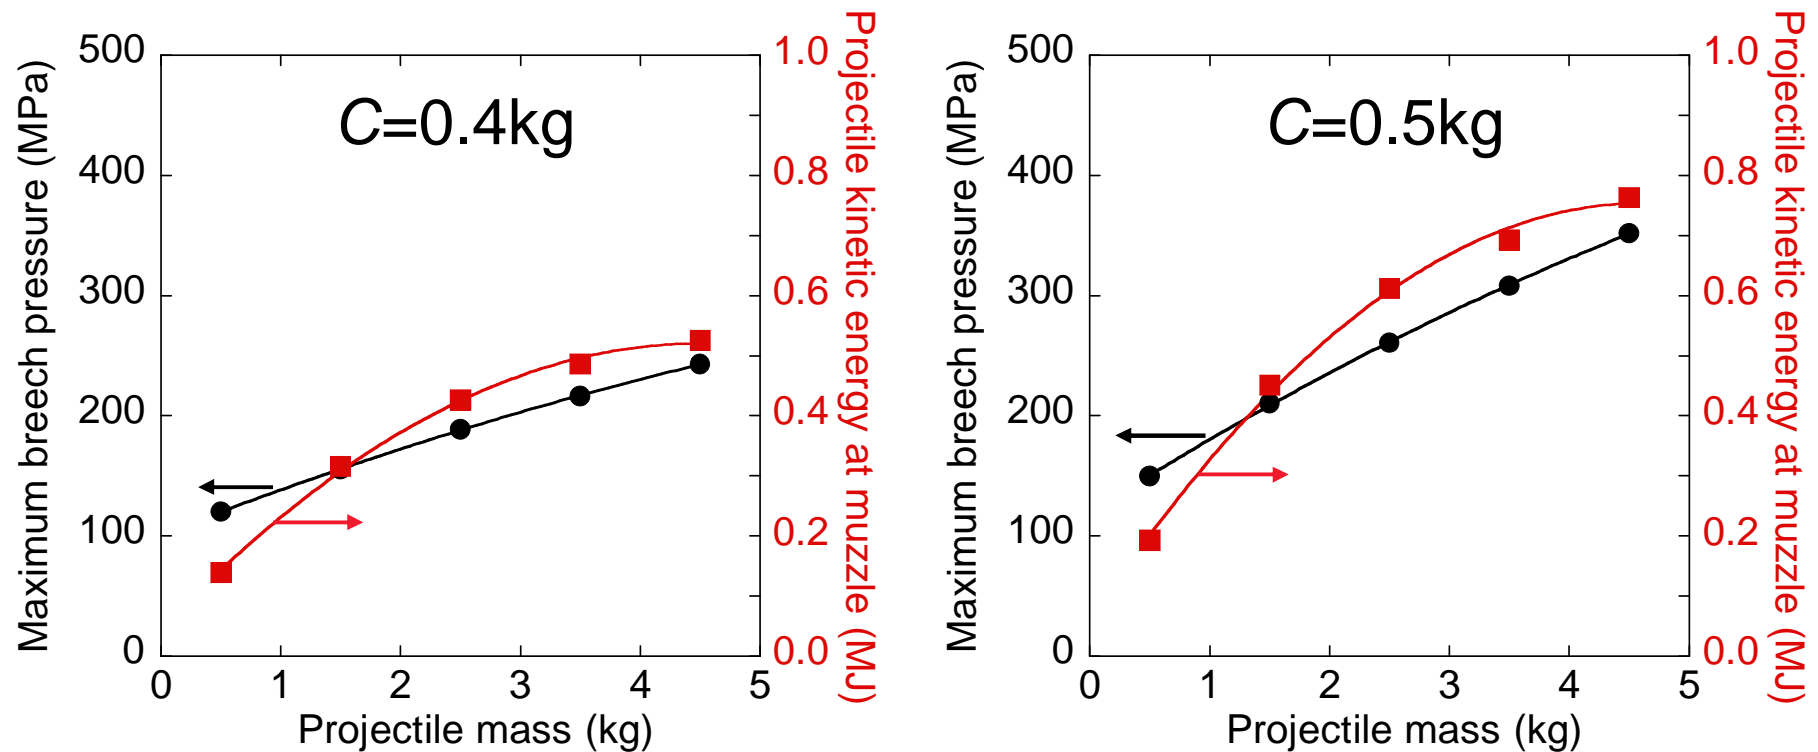 Maximum breech pressure (MPa)
500
400
300
200
100
0
C=0.4kg
1.0
0.8
0.6
0.4
0.2
0.0
Projectile kinetic energy at muzzle (MJ)
0 1 2 3 4 5
Projectile mass (kg)
Maximum breech pressure (MPa)
500
400
300
200
100
0
C=0.5kg
1.0
0.8
0.6
0.4
0.2
0.0
Projectile kinetic energy at muzzle (MJ)
0 1 2 3 4 5
Projectile mass (kg)